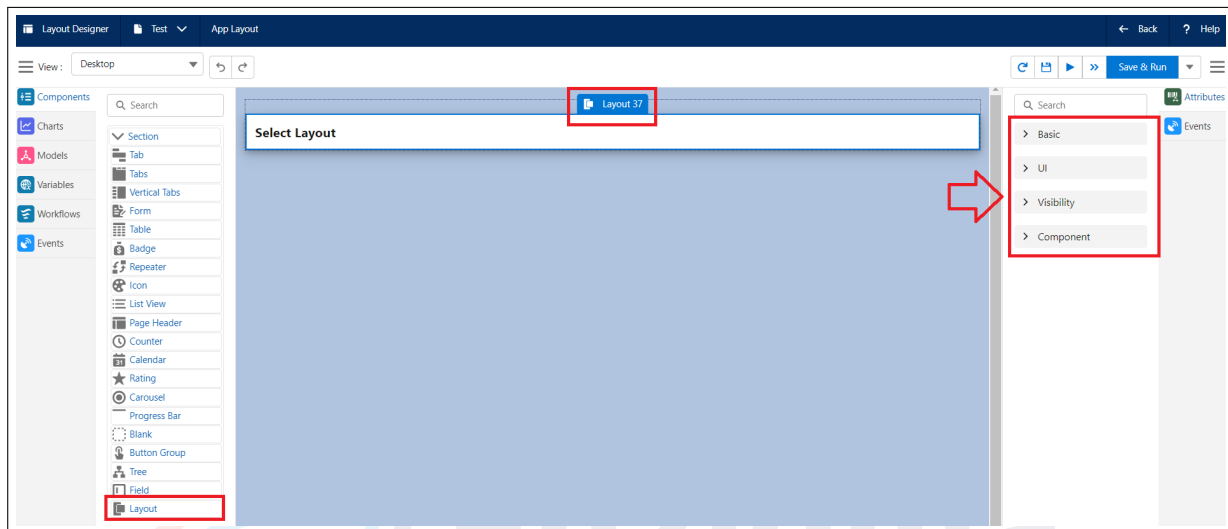 Layout Designer
Test
App Layout
Back
? Help
View :
Desktop
Save & Run
Components
Charts
Models
Variables
Workflows
Events
Search
Section
Tab
Tabs
Vertical Tabs
Form
Table
Badge
Repeater
Icon
List View
Page Header
Counter
31
Calendar
Rating
Carousel
Progress Bar
Blank
Button Group
Tree
Field
Layout
Layout 37
Select Layout
Search
Basic
UI
Visibility
Component
Attributes
Events